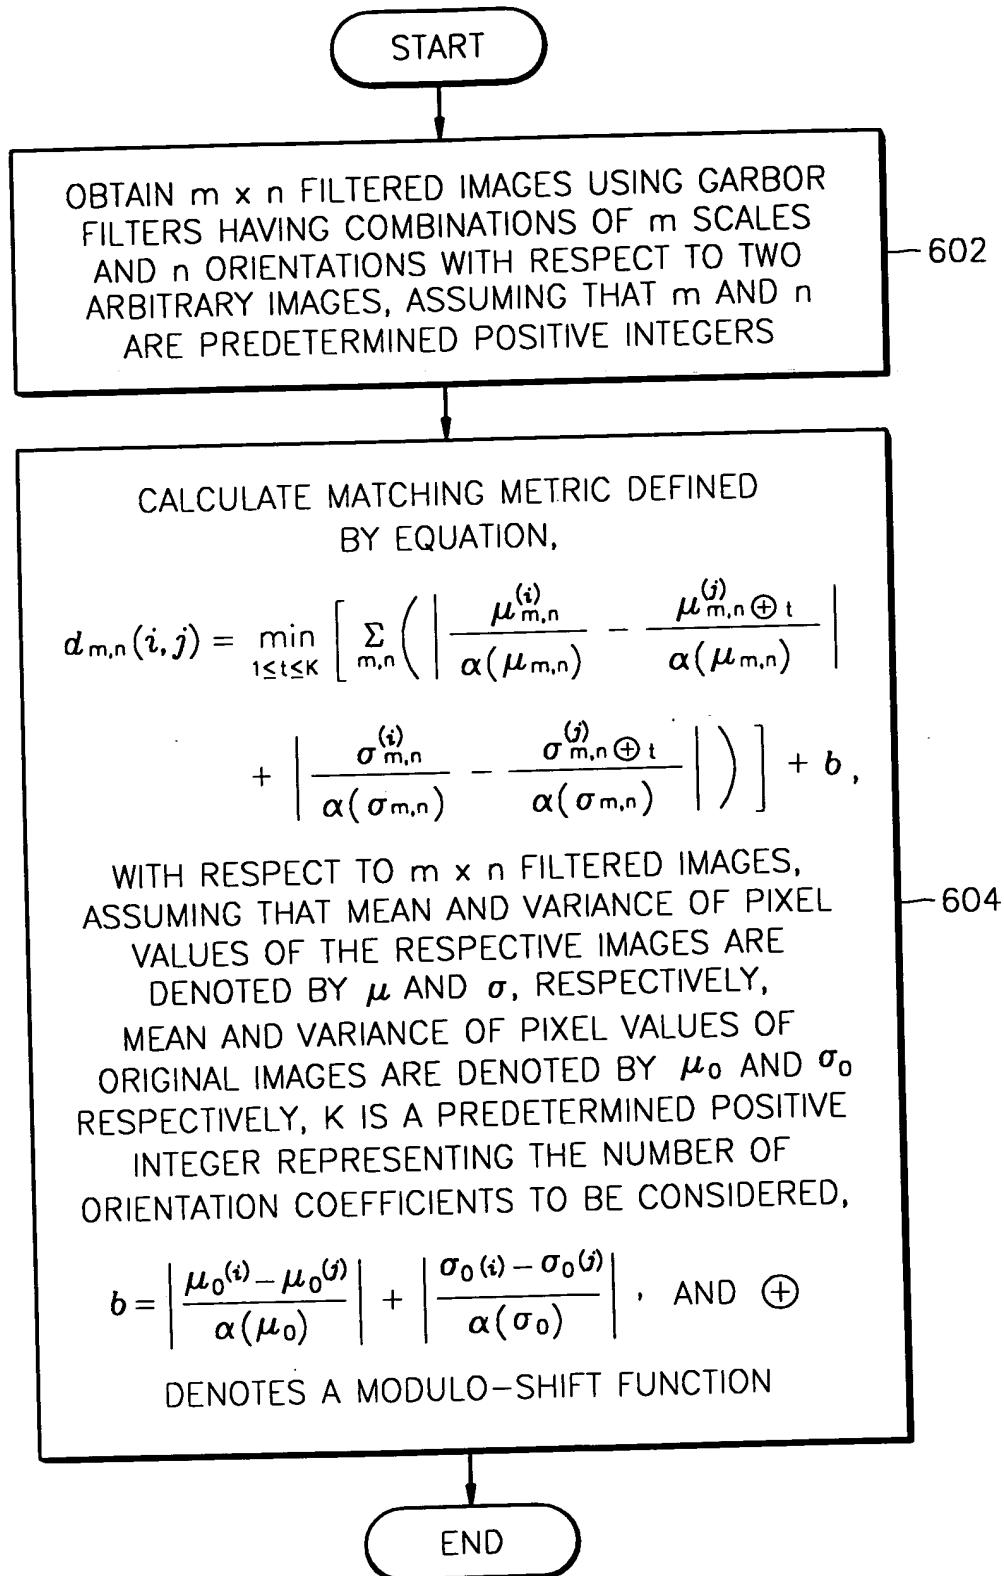 START
OBTAIN m x n FILTERED IMAGES USING GARBOR
FILTERS HAVING COMBINATIONS OF m SCALES
AND n ORIENTATIONS WITH RESPECT TO TWO
ARBITRARY IMAGES, ASSUMING THAT m AND n
ARE PREDETERMINED POSITIVE INTEGERS
602
CALCULATE MATCHING METRIC DEFINED
BY EQUATION,
d_{m,n}(i,j) = min_{1≤t≤K} [ Σ_{m,n} ( | μ^{(i)}_{m,n} / α(μ_{m,n}) − μ^{(j)}_{m,n⊕t} / α(μ_{m,n}) |
+ | σ^{(i)}_{m,n} / α(σ_{m,n}) − σ^{(j)}_{m,n⊕t} / α(σ_{m,n}) | ) ] + b,
WITH RESPECT TO m x n FILTERED IMAGES,
ASSUMING THAT MEAN AND VARIANCE OF PIXEL
VALUES OF THE RESPECTIVE IMAGES ARE
DENOTED BY μ AND σ, RESPECTIVELY,
MEAN AND VARIANCE OF PIXEL VALUES OF
ORIGINAL IMAGES ARE DENOTED BY μ₀ AND σ₀
RESPECTIVELY, K IS A PREDETERMINED POSITIVE
INTEGER REPRESENTING THE NUMBER OF
ORIENTATION COEFFICIENTS TO BE CONSIDERED,
b = | (μ₀^{(i)} − μ₀^{(j)}) / α(μ₀) | + | (σ₀^{(i)} − σ₀^{(j)}) / α(σ₀) | , AND ⊕
DENOTES A MODULO-SHIFT FUNCTION
604
END